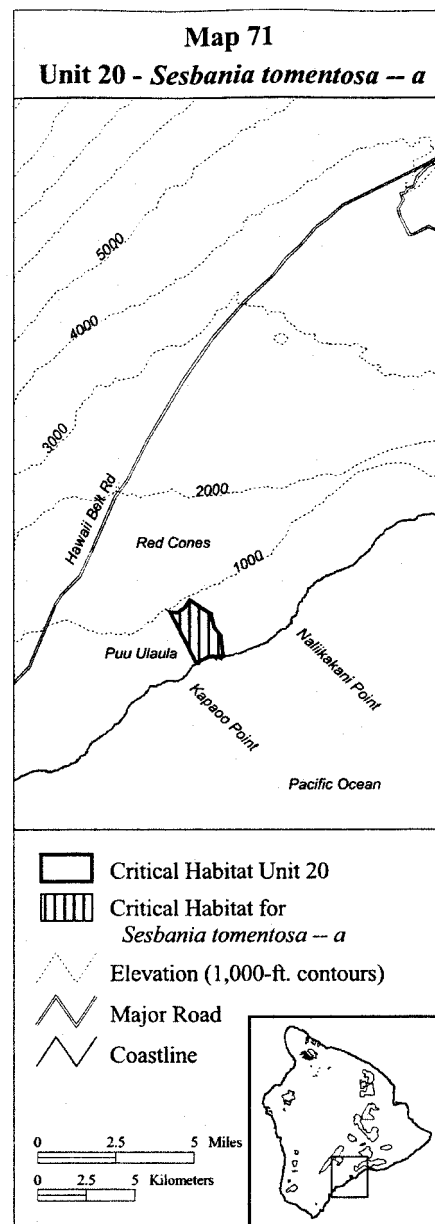 Map 71
Unit 20 - Sesbania tomentosa -- a
5000
4000
3000
Hawaii Belt Rd
2000
Red Cones
1000
Puu Ulaula
Naliikakani Point
Kapaoo Point
Pacific Ocean
Critical Habitat Unit 20
Critical Habitat for
Sesbania tomentosa -- a
Elevation (1,000-ft. contours)
Major Road
Coastline
0 2.5 5 Miles
0 2.5 5 Kilometers